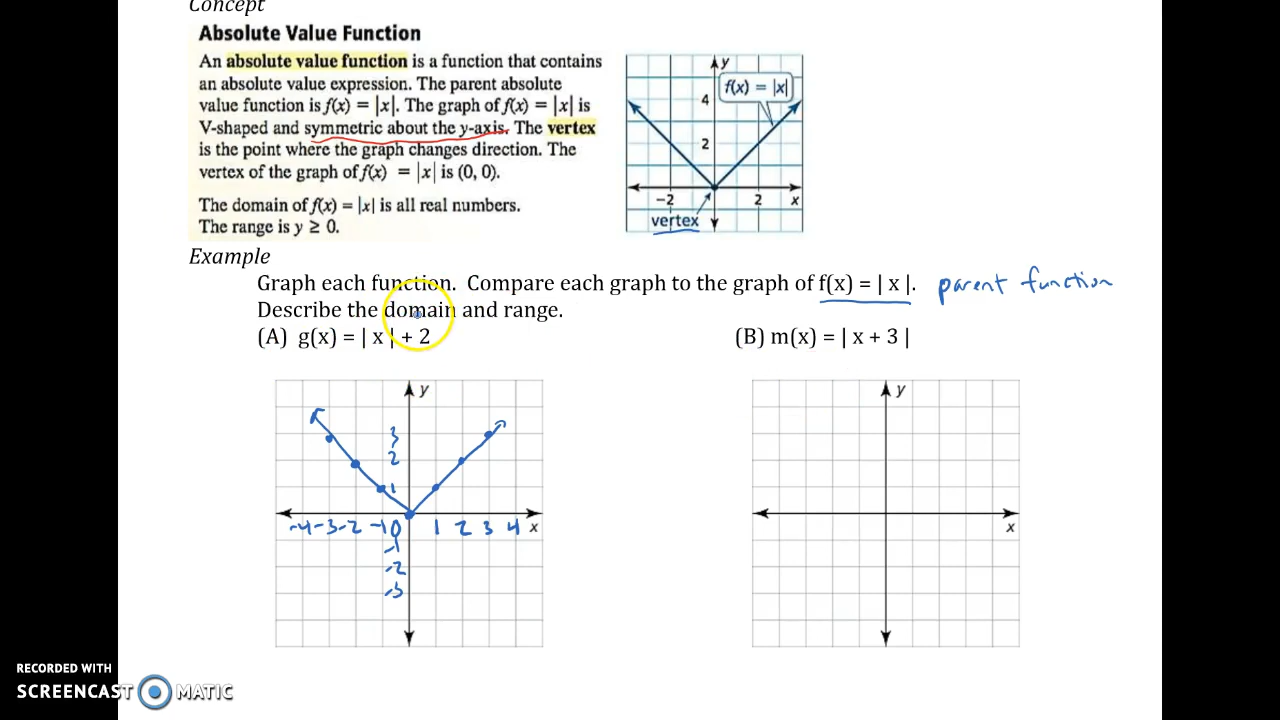 Concept
Absolute Value Function
An absolute value function is a function that contains
an absolute value expression. The parent absolute
value function is f(x) = |x|. The graph of f(x) = |x| is
V-shaped and symmetric about the y-axis. The vertex
is the point where the graph changes direction. The
vertex of the graph of f(x) = |x| is (0, 0).
The domain of f(x) = |x| is all real numbers.
The range is y ≥ 0.
y
f(x) = |x|
4
2
-2 2 x
vertex
Example
Graph each function. Compare each graph to the graph of f(x) = | x |. parent function
Describe the domain and range.
(A) g(x) = | x | + 2
(B) m(x) = | x + 3 |
y
3
2
1
-4 -3 -2 -1 0 1 2 3 4 x
-1
-2
-3
y
x
RECORDED WITH
SCREENCAST MATIC